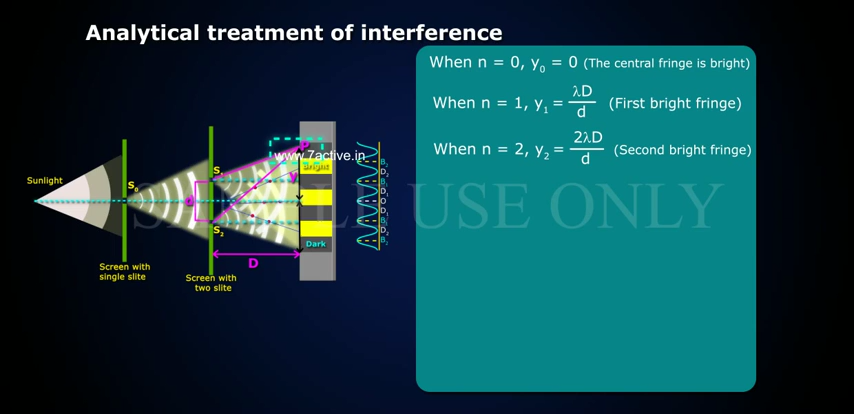 Analytical treatment of interference
When n = 0, y₀ = 0 (The central fringe is bright)
When n = 1, y₁ = λD/d (First bright fringe)
When n = 2, y₂ = 2λD/d (Second bright fringe)
www.7active.in
P
Bright
Sunlight
S₀
S₁
y
d
S₂
Dark
D
Screen with
single slite
Screen with
two slite
B₂
D₂
B₁
D₁
O
D₁
B₁
D₂
B₂
USE ONLY